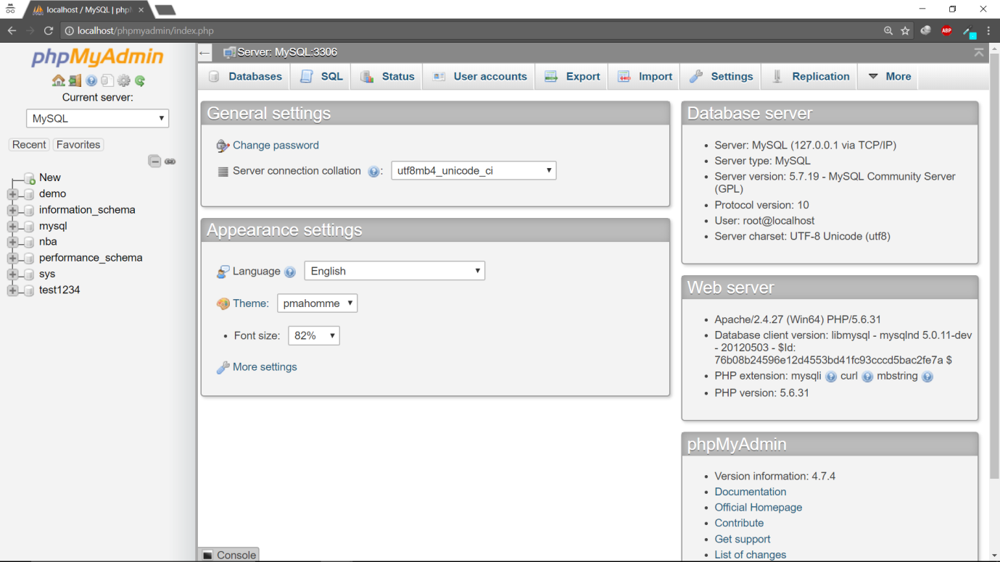 localhost / MySQL | php
localhost/phpmyadmin/index.php
ABP
phpMyAdmin
Current server:
MySQL
Recent Favorites
New
demo
information_schema
mysql
nba
performance_schema
sys
test1234
Server: MySQL:3306
Databases SQL Status User accounts Export Import Settings Replication More
General settings
Change password
Server connection collation : utf8mb4_unicode_ci
Appearance settings
Language English
Theme: pmahomme
• Font size: 82%
More settings
Database server
• Server: MySQL (127.0.0.1 via TCP/IP)
• Server type: MySQL
• Server version: 5.7.19 - MySQL Community Server
(GPL)
• Protocol version: 10
• User: root@localhost
• Server charset: UTF-8 Unicode (utf8)
Web server
• Apache/2.4.27 (Win64) PHP/5.6.31
• Database client version: libmysql - mysqlnd 5.0.11-dev
- 20120503 - $Id:
76b08b24596e12d4553bd41fc93cccd5bac2fe7a $
• PHP extension: mysqli curl mbstring
• PHP version: 5.6.31
phpMyAdmin
• Version information: 4.7.4
• Documentation
• Official Homepage
• Contribute
• Get support
• List of changes
Console